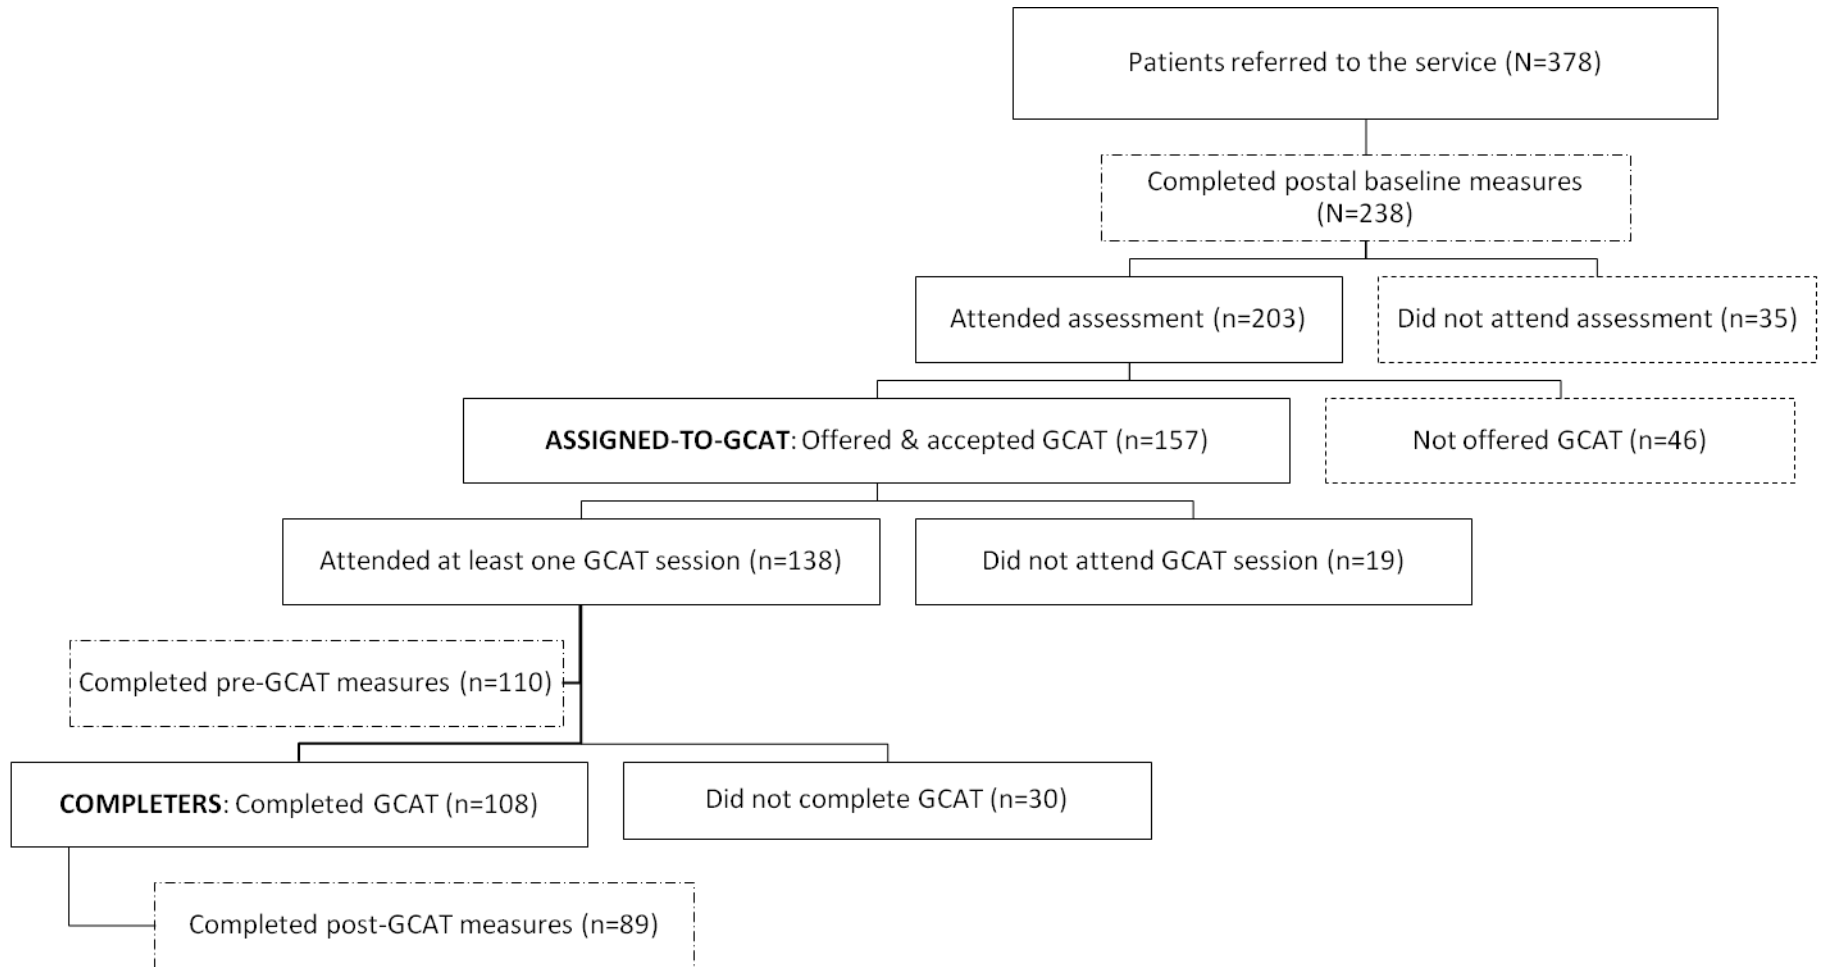 Patients referred to the service (N=378)
Completed postal baseline measures
(N=238)
Attended assessment (n=203)
Did not attend assessment (n=35)
ASSIGNED-TO-GCAT: Offered & accepted GCAT (n=157)
Not offered GCAT (n=46)
Attended at least one GCAT session (n=138)
Did not attend GCAT session (n=19)
Completed pre-GCAT measures (n=110)
COMPLETERS: Completed GCAT (n=108)
Did not complete GCAT (n=30)
Completed post-GCAT measures (n=89)